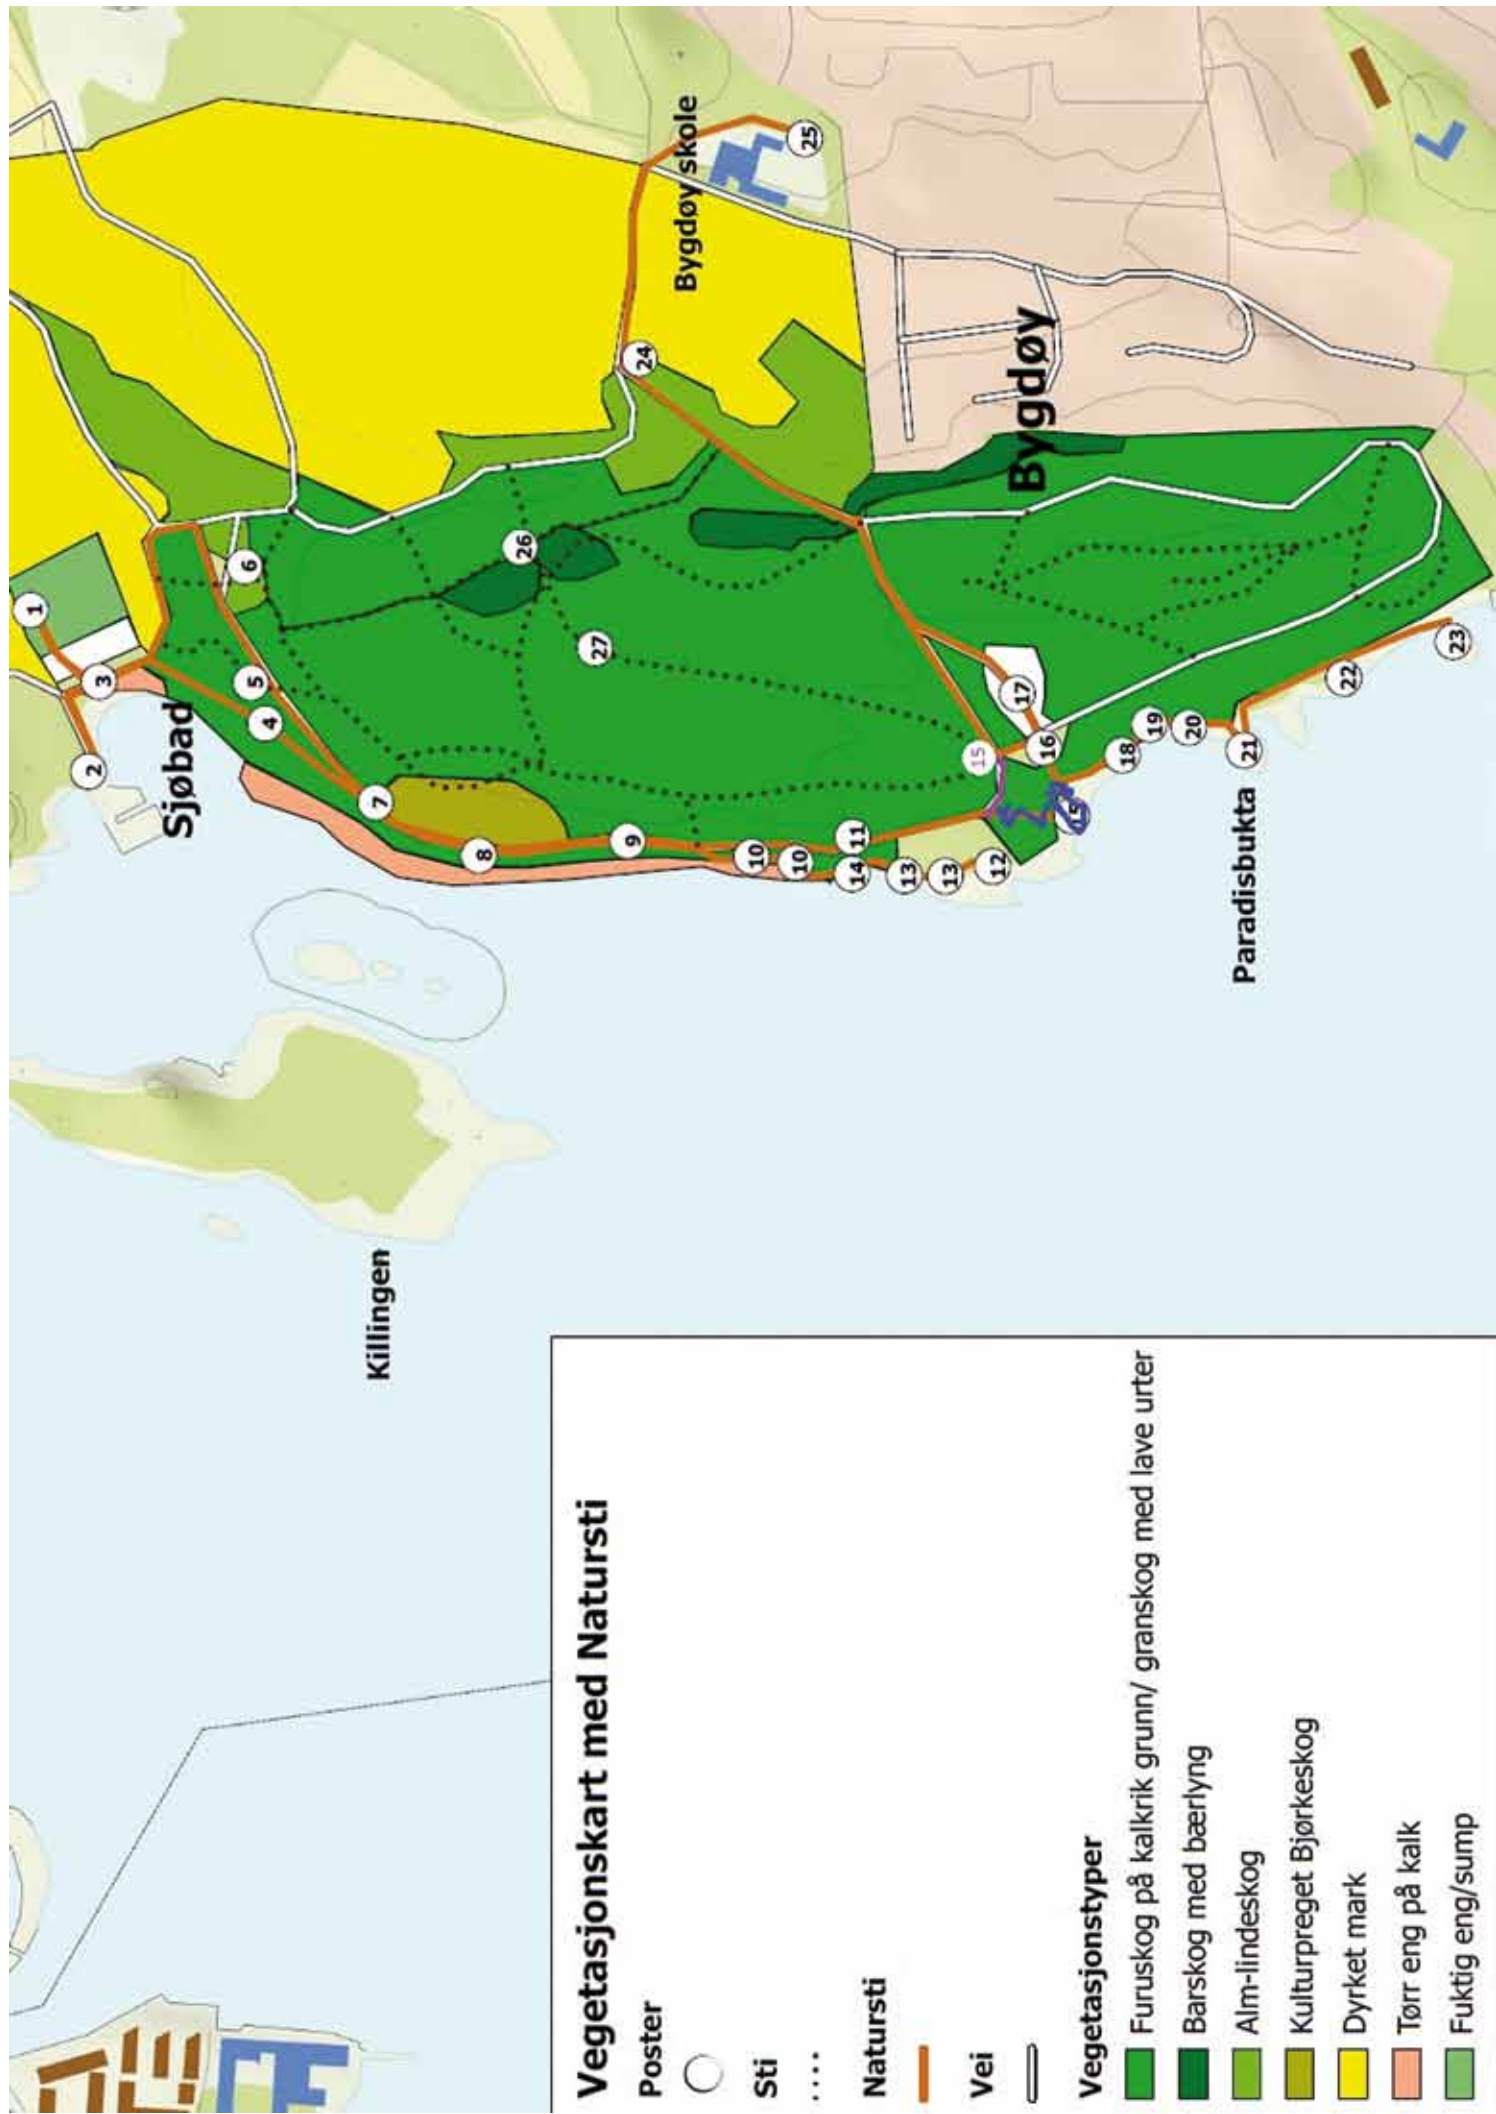 Vegetasjonskart med Natursti
Poster
Sti
Natursti
Vei
Vegetasjonstyper
Furuskog på kalkrik grunn/ granskog med lave urter
Barskog med bærlyng
Alm-lindeskog
Kulturpreget Bjørkeskog
Dyrket mark
Tørr eng på kalk
Fuktig eng/sump
Killingen
Sjøbad
Bygdøy skole
Bygdøy
Paradisbukta
1
2
3
4
5
6
7
8
9
10
10
11
12
13
13
14
15
15
16
17
18
19
20
21
22
23
24
25
26
27